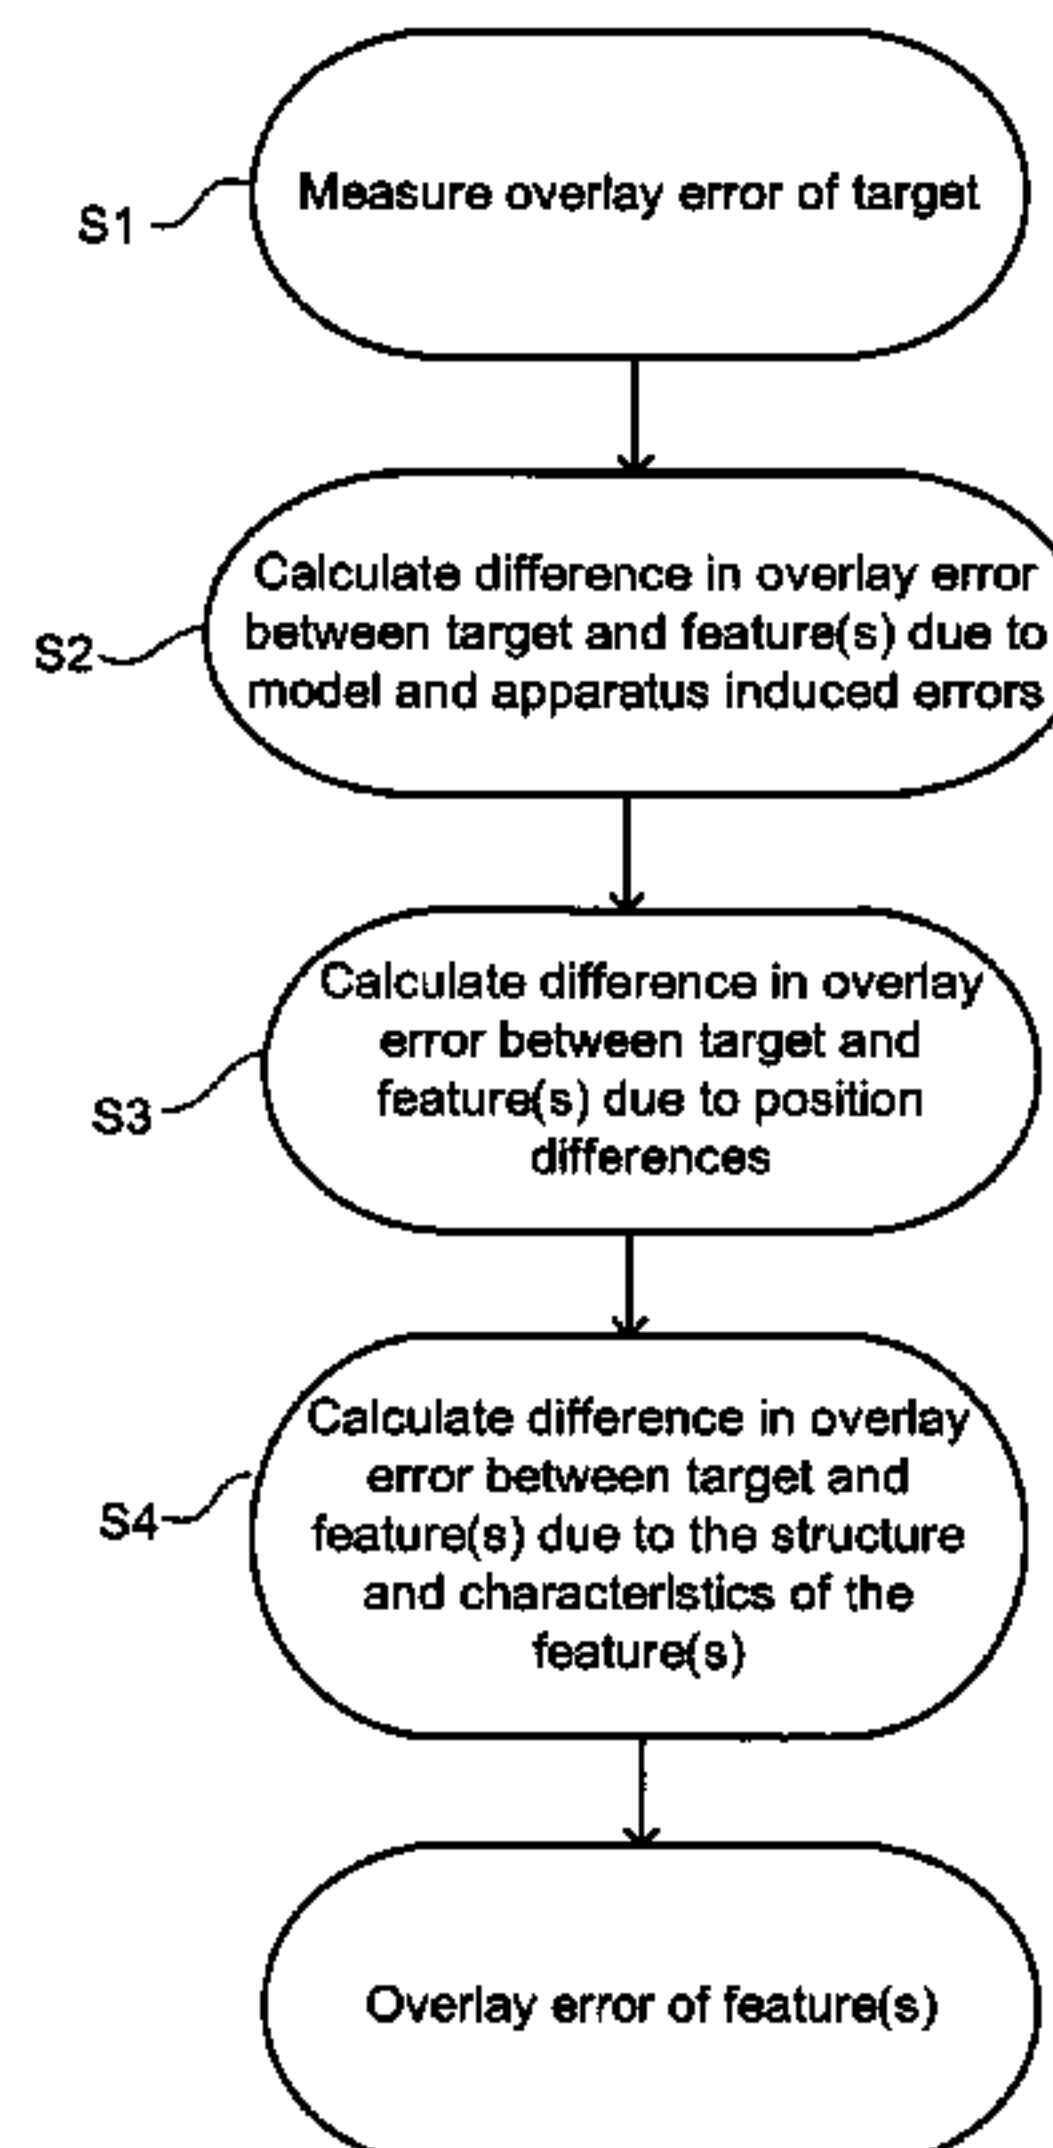 Measure overlay error of target
S1
Calculate difference in overlay error
between target and feature(s) due to
model and apparatus induced errors
S2
Calculate difference in overlay
error between target and
feature(s) due to position
differences
S3
Calculate difference in overlay
error between target and
feature(s) due to the structure
and characteristics of the
feature(s)
S4
Overlay error of feature(s)